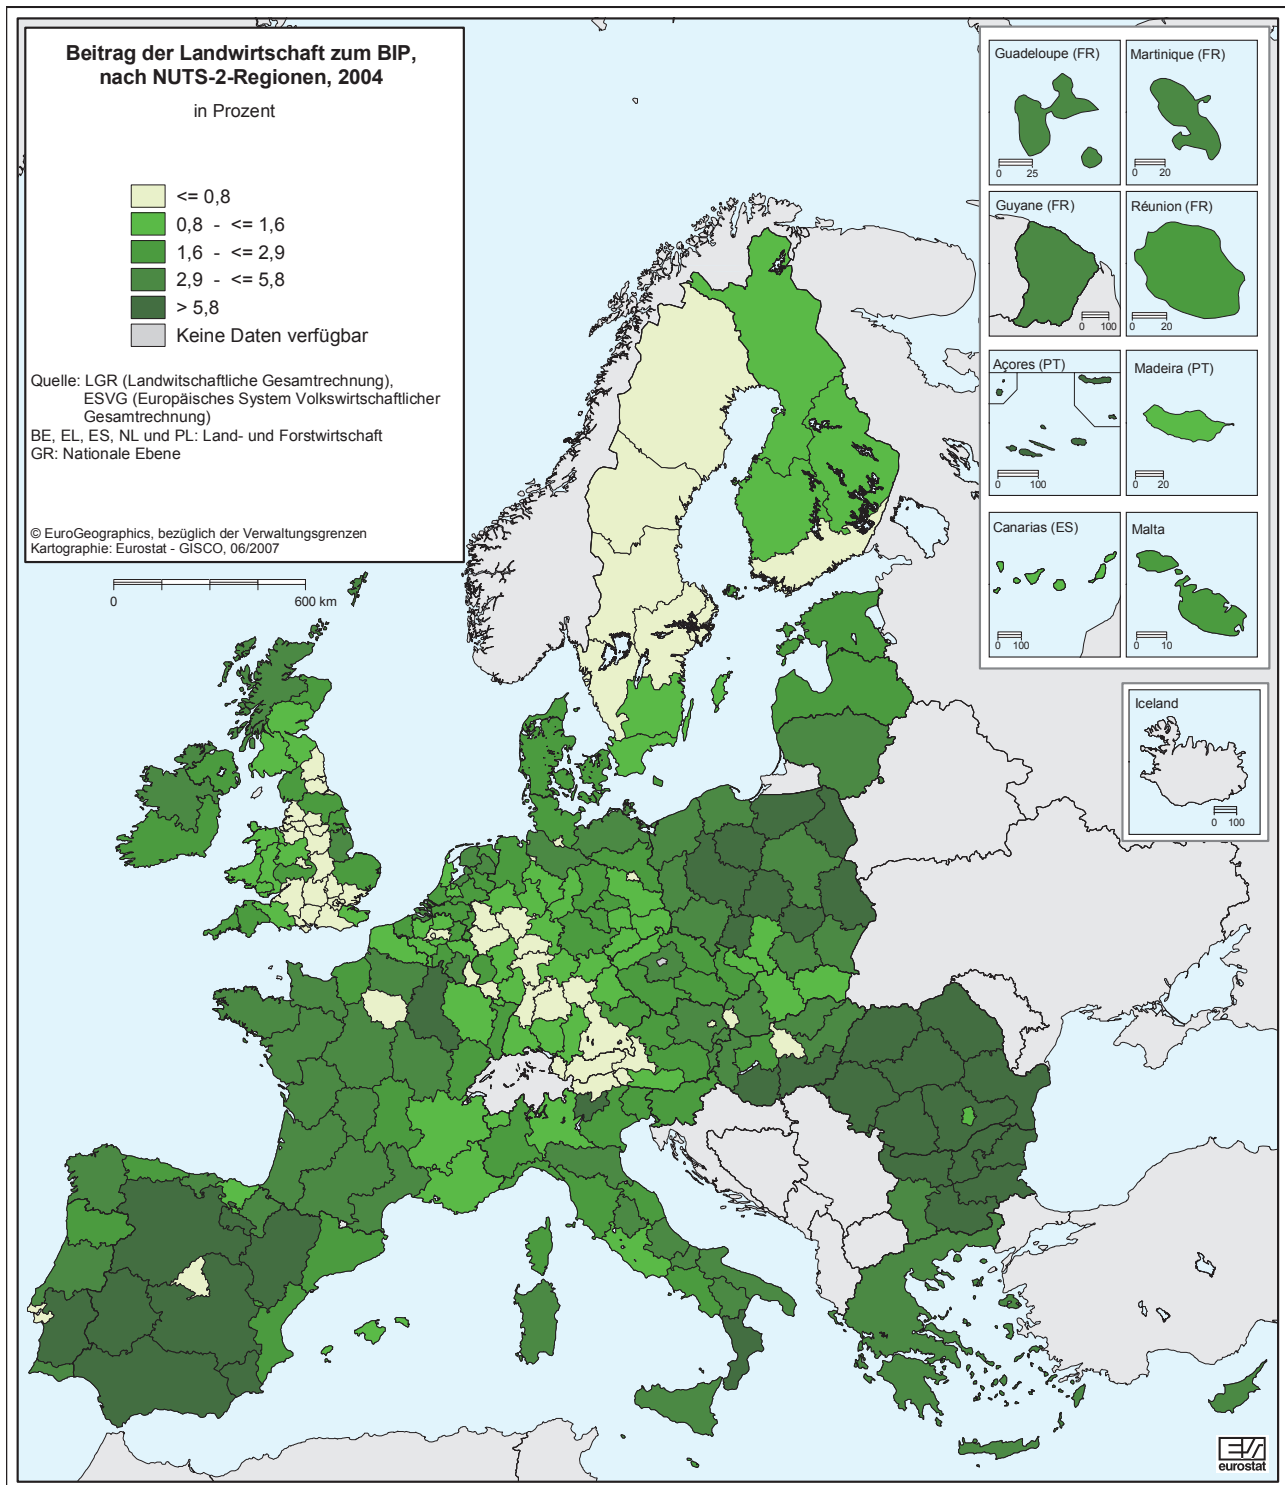 Beitrag der Landwirtschaft zum BIP,
nach NUTS-2-Regionen, 2004
in Prozent
<= 0,8
0,8 - <= 1,6
1,6 - <= 2,9
2,9 - <= 5,8
> 5,8
Keine Daten verfügbar
Quelle: LGR (Landwitschaftliche Gesamtrechnung),
ESVG (Europäisches System Volkswirtschaftlicher
Gesamtrechnung)
BE, EL, ES, NL und PL: Land- und Forstwirtschaft
GR: Nationale Ebene
© EuroGeographics, bezüglich der Verwaltungsgrenzen
Kartographie: Eurostat - GISCO, 06/2007
0 600 km
Guadeloupe (FR)
0 25
Martinique (FR)
0 20
Guyane (FR)
0 100
Réunion (FR)
0 20
Açores (PT)
0 100
Madeira (PT)
0 20
Canarias (ES)
0 100
Malta
0 10
Iceland
0 100
eurostat